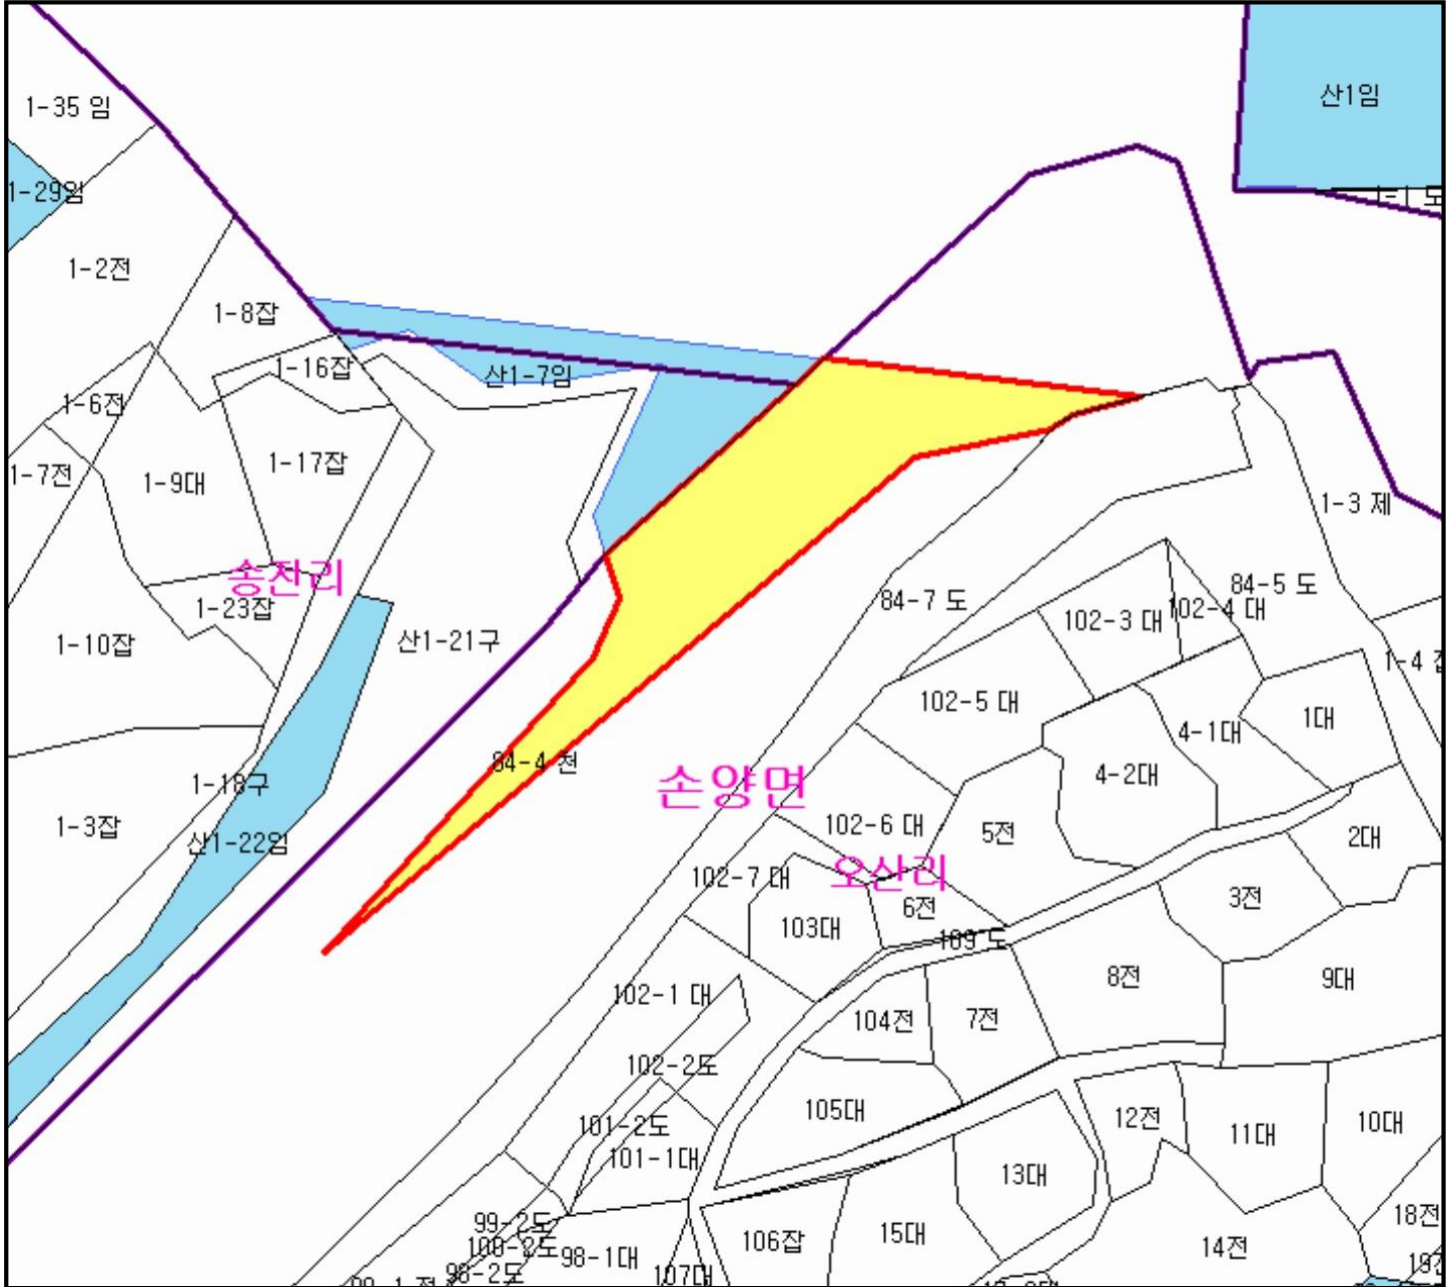 산1임
1-35 임
1-29임
1-2전
1-8잡
1-16잡
산1-7임
1-6전
1-7전
1-9대
1-17잡
1-3 제
송전리
1-23잡
84-7 도
84-5 도
102-3 대
102-4 대
1-10잡
산1-21구
102-5 대
1대
4-1대
84-4 천
4-2대
1-18구
손양면
1-3잡
산1-22임
102-6 대
5전
2대
102-7 대
오산리
6전
3전
103대
109 도
8전
9대
102-1 대
104전
7전
102-2도
105대
101-2도
12전
10대
11대
101-1대
13대
99-2도
18전
100-2도
98-1대
106잡
15대
14전
98-2도
107대
99-1 전